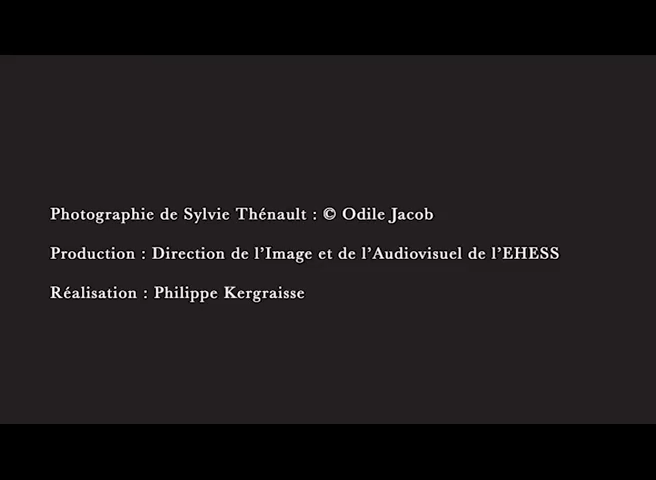 Photographie de Sylvie Thénault : © Odile Jacob
Production : Direction de l’Image et de l’Audiovisuel de l’EHESS
Réalisation : Philippe Kergraisse